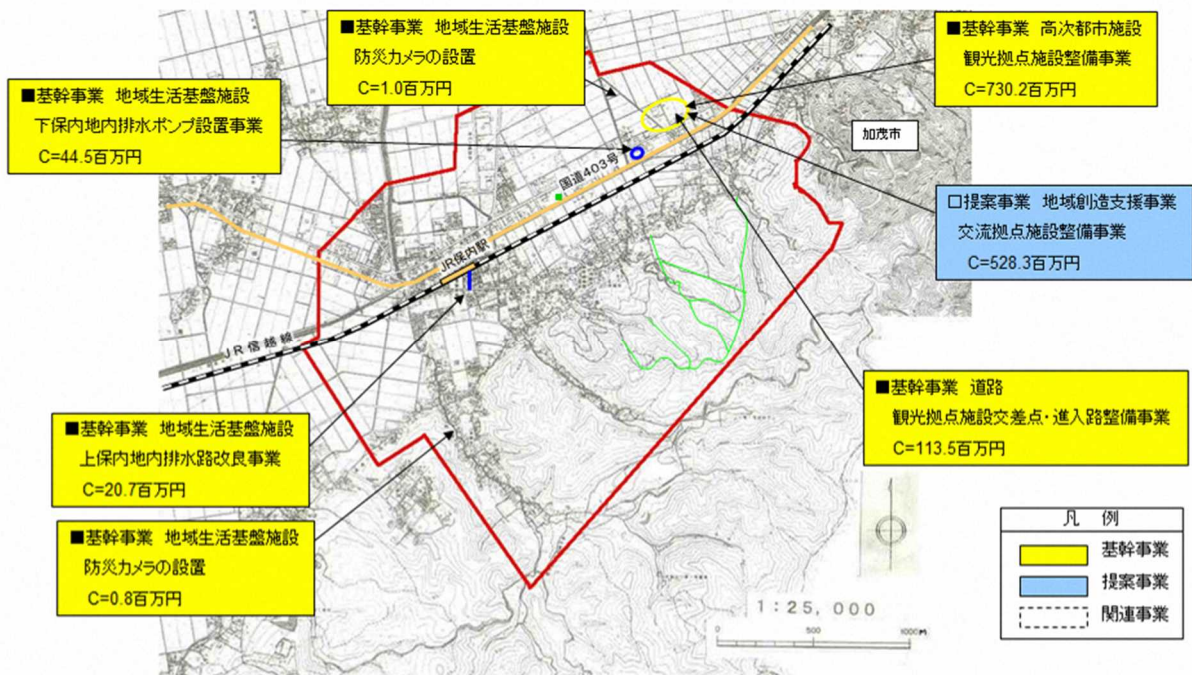 ■基幹事業 地域生活基盤施設
防災カメラの設置
C=1.0百万円
■基幹事業 高次都市施設
観光拠点施設整備事業
C=730.2百万円
■基幹事業 地域生活基盤施設
下保内地内排水ポンプ設置事業
C=44.5百万円
加茂市
国道403号
□提案事業 地域創造支援事業
交流拠点施設整備事業
C=528.3百万円
JR保内駅
JR信越線
■基幹事業 道路
観光拠点施設交差点・進入路整備事業
C=113.5百万円
■基幹事業 地域生活基盤施設
上保内地内排水路改良事業
C=20.7百万円
■基幹事業 地域生活基盤施設
防災カメラの設置
C=0.8百万円
凡 例
基幹事業
提案事業
関連事業
1:25,000
0 500 1000M